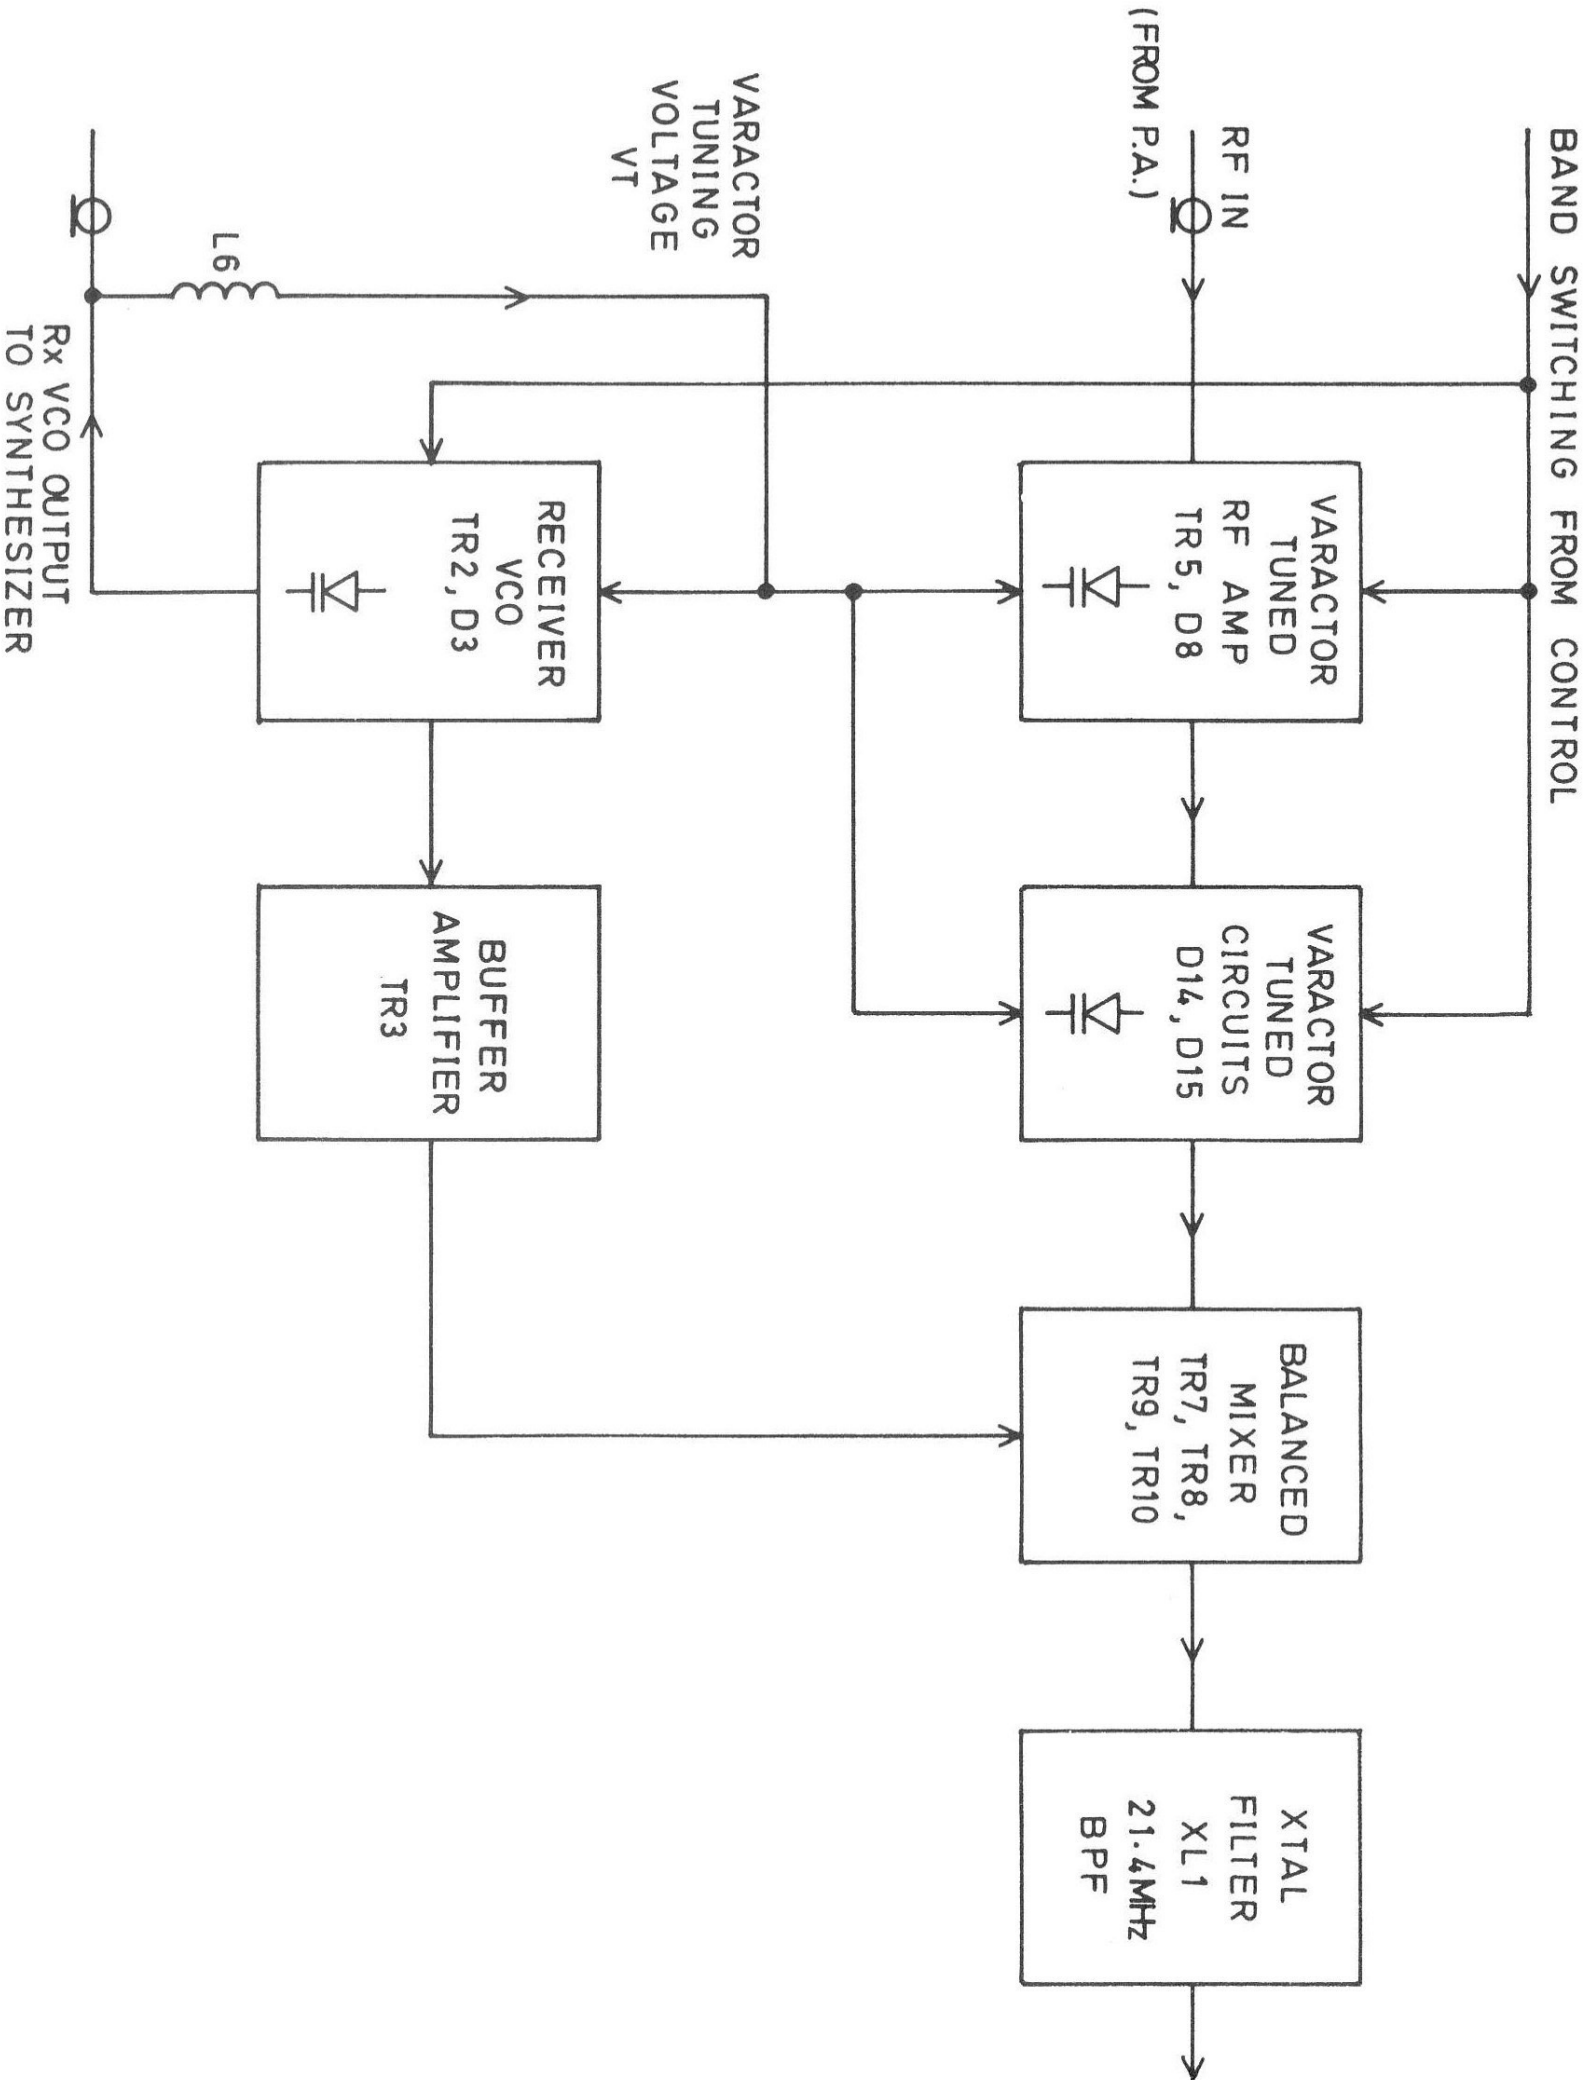 BAND SWITCHING FROM CONTROL
RF IN
(FROM P.A.)
VARACTOR
TUNED
RF AMP
TR5, D8
VARACTOR
TUNED
CIRCUITS
D14, D15
BALANCED
MIXER
TR7, TR8,
TR9, TR10
XTAL
FILTER
XL1
21.4MHz
BPF
VARACTOR
TUNING
VOLTAGE
VT
RECEIVER
VCO
TR2, D3
BUFFER
AMPLIFIER
TR3
L6
Rx VCO OUTPUT
TO SYNTHESIZER